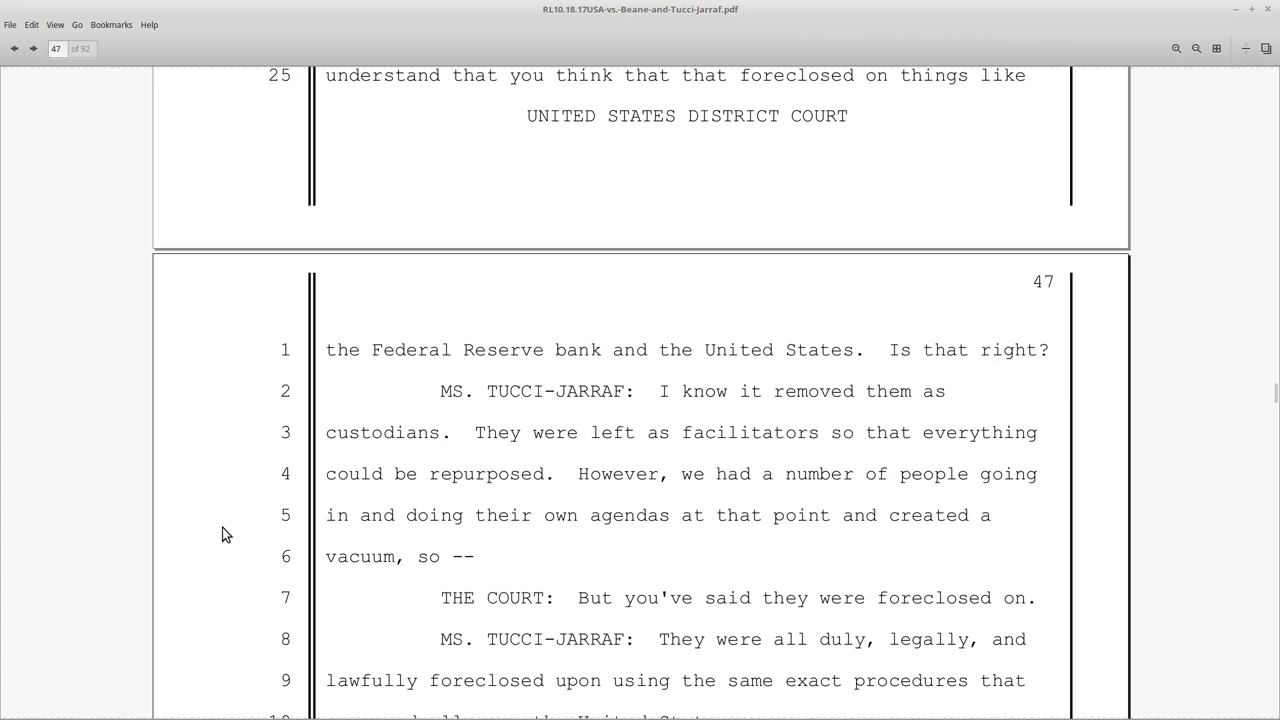 RL10.18.17USA-vs.-Beane-and-Tucci-Jarraf.pdf
File Edit View Go Bookmarks Help
47 of 92
25 understand that you think that that foreclosed on things like
UNITED STATES DISTRICT COURT
47
1 the Federal Reserve bank and the United States. Is that right?
2 MS. TUCCI-JARRAF: I know it removed them as
3 custodians. They were left as facilitators so that everything
4 could be repurposed. However, we had a number of people going
5 in and doing their own agendas at that point and created a
6 vacuum, so --
7 THE COURT: But you've said they were foreclosed on.
8 MS. TUCCI-JARRAF: They were all duly, legally, and
9 lawfully foreclosed upon using the same exact procedures that